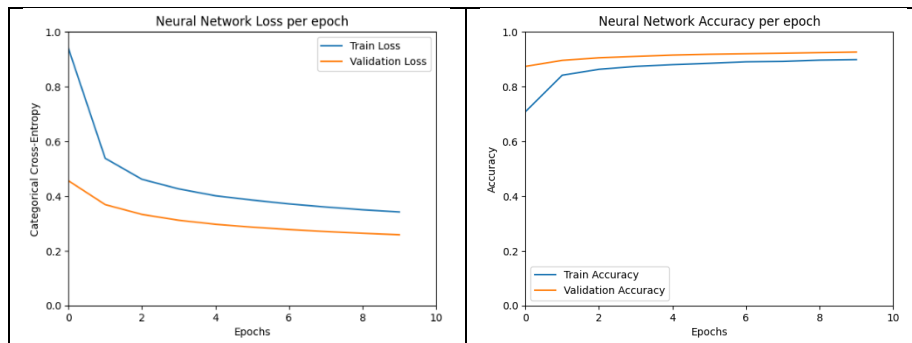 Neural Network Loss per epoch
1.0
0.8
0.6
0.4
0.2
0.0
0 2 4 6 8 10
Categorical Cross-Entropy
Epochs
Train Loss
Validation Loss
Neural Network Accuracy per epoch
1.0
0.8
0.6
0.4
0.2
0.0
0 2 4 6 8 10
Accuracy
Epochs
Train Accuracy
Validation Accuracy